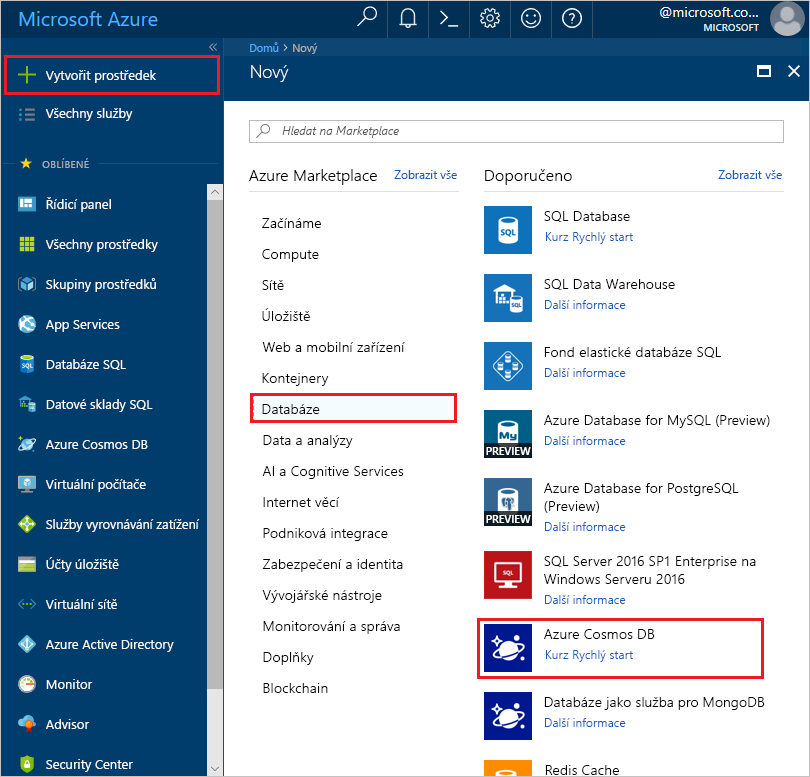 Microsoft Azure
@microsoft.co...
MICROSOFT
Vytvořit prostředek
Všechny služby
OBLÍBENÉ
Řídicí panel
Všechny prostředky
Skupiny prostředků
App Services
Databáze SQL
Datové sklady SQL
Azure Cosmos DB
Virtuální počítače
Služby vyrovnávání zatížení
Účty úložiště
Virtuální sítě
Azure Active Directory
Monitor
Advisor
Security Center
Domů > Nový
Nový
Hledat na Marketplace
Azure Marketplace Zobrazit vše
Začínáme
Compute
Sítě
Úložiště
Web a mobilní zařízení
Kontejnery
Databáze
Data a analýzy
AI a Cognitive Services
Internet věcí
Podniková integrace
Zabezpečení a identita
Vývojářské nástroje
Monitorování a správa
Doplňky
Blockchain
Doporučeno Zobrazit vše
SQL
SQL Database
Kurz Rychlý start
SQL
SQL Data Warehouse
Další informace
Fond elastické databáze SQL
Další informace
My
PREVIEW
Azure Database for MySQL (Preview)
Další informace
PREVIEW
Azure Database for PostgreSQL
(Preview)
Další informace
SQL
SQL Server 2016 SP1 Enterprise na
Windows Serveru 2016
Další informace
Azure Cosmos DB
Kurz Rychlý start
Databáze jako služba pro MongoDB
Další informace
Redis Cache